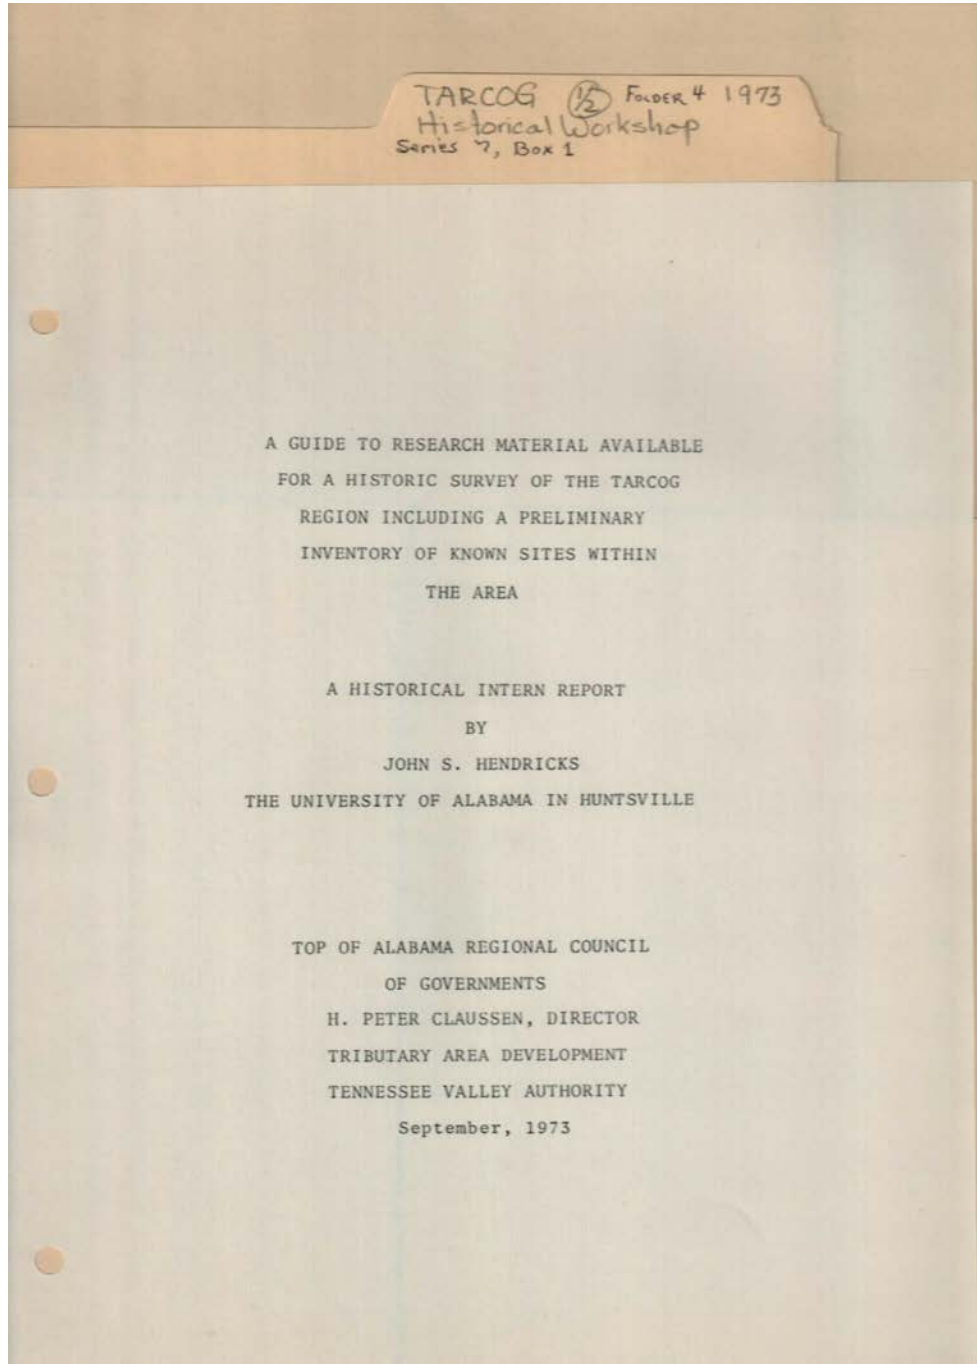 TARCOG 1/2 FOLDER 4 1973
Historical Workshop
Series 7, Box 1
A GUIDE TO RESEARCH MATERIAL AVAILABLE
FOR A HISTORIC SURVEY OF THE TARCOG
REGION INCLUDING A PRELIMINARY
INVENTORY OF KNOWN SITES WITHIN
THE AREA
A HISTORICAL INTERN REPORT
BY
JOHN S. HENDRICKS
THE UNIVERSITY OF ALABAMA IN HUNTSVILLE
TOP OF ALABAMA REGIONAL COUNCIL
OF GOVERNMENTS
H. PETER CLAUSSEN, DIRECTOR
TRIBUTARY AREA DEVELOPMENT
TENNESSEE VALLEY AUTHORITY
September, 1973